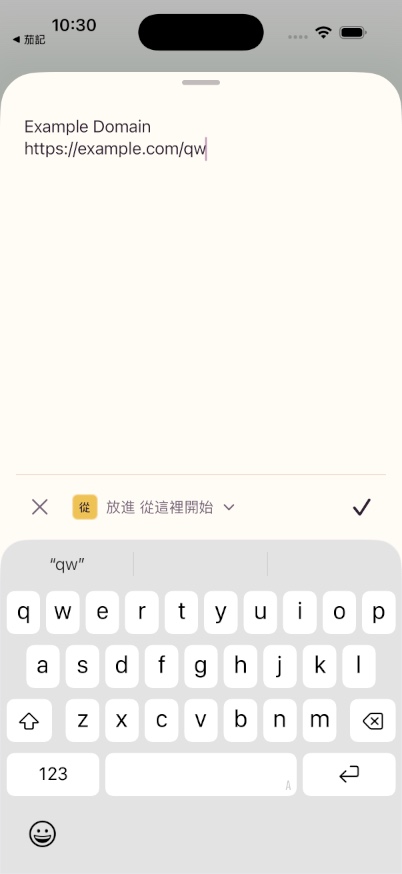 10:30
◀ 茄記
Example Domain
https://example.com/qw
從 放進 從這裡開始
“qw”
q w e r t y u i o p
a s d f g h j k l
z x c v b n m
123
A